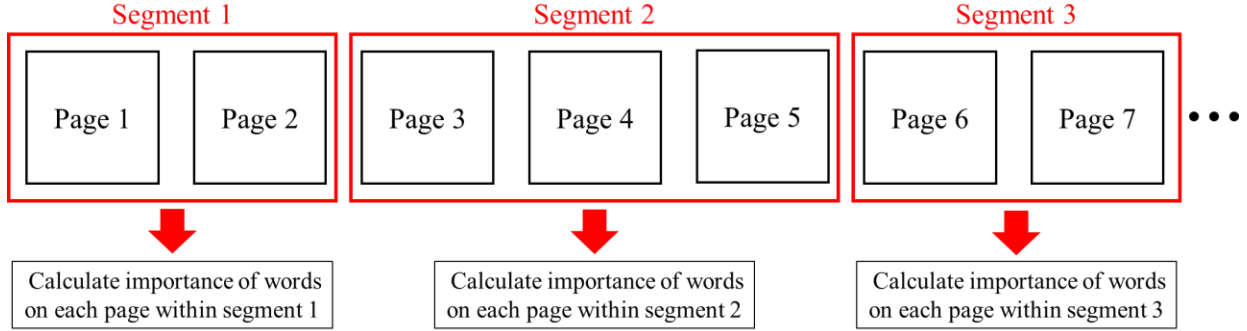 Segment 1
Segment 2
Segment 3
Page 1
Page 2
Page 3
Page 4
Page 5
Page 6
Page 7
Calculate importance of words
on each page within segment 1
Calculate importance of words
on each page within segment 2
Calculate importance of words
on each page within segment 3